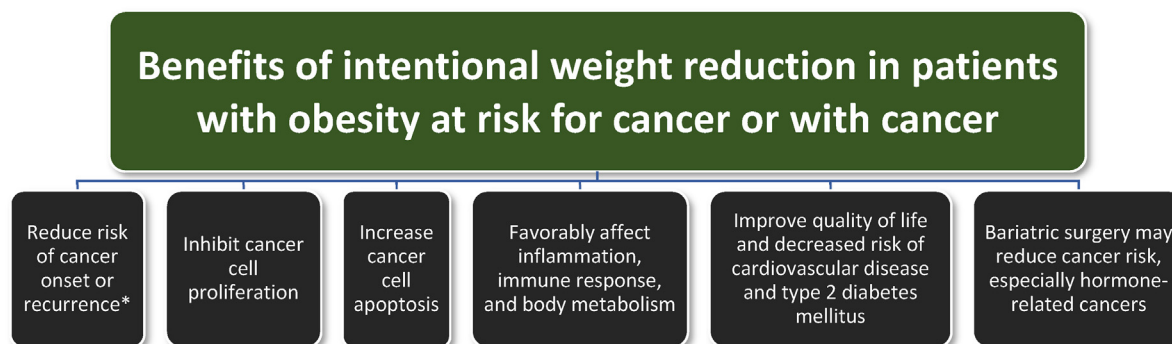 Benefits of intentional weight reduction in patients
with obesity at risk for cancer or with cancer
Reduce risk
of cancer
onset or
recurrence*
Inhibit cancer
cell
proliferation
Increase
cancer
cell
apoptosis
Favorably affect
inflammation,
immune response,
and body metabolism
Improve quality of life
and decreased risk of
cardiovascular disease
and type 2 diabetes
mellitus
Bariatric surgery may
reduce cancer risk,
especially hormone-
related cancers